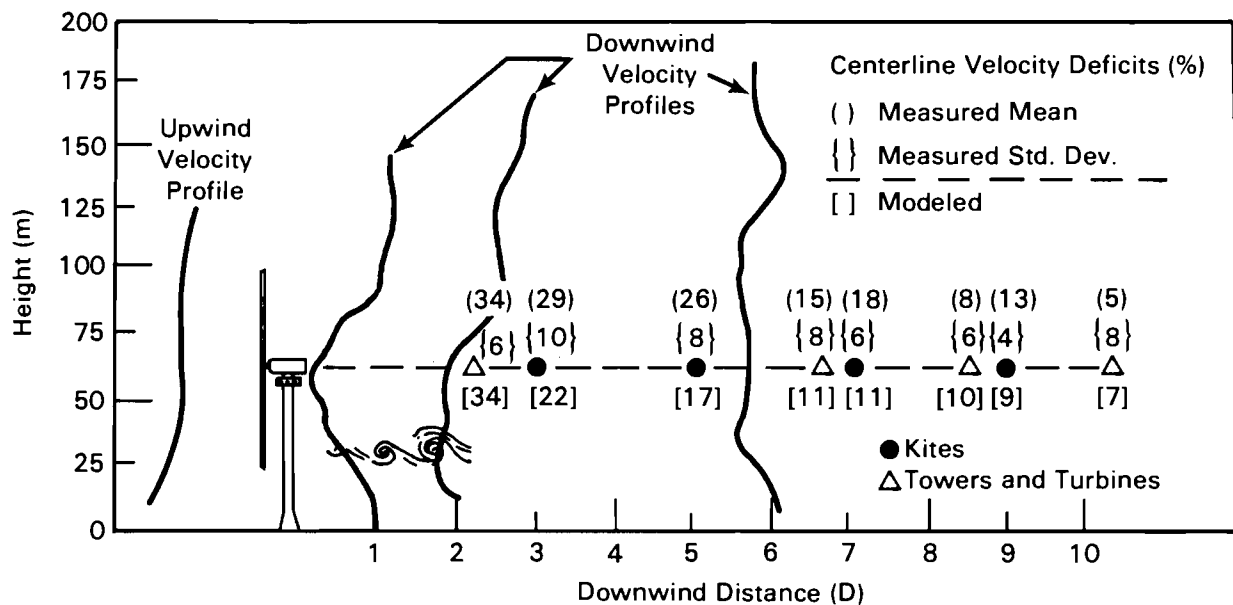 200
175
150
125
100
75
50
25
0
Height (m)
Upwind
Velocity
Profile
Downwind
Velocity
Profiles
Centerline Velocity Deficits (%)
( ) Measured Mean
{ } Measured Std. Dev.
[ ] Modeled
(34) (29) (26) (15) (18) (8) (13) (5)
{6} {10} {8} {8} {6} {6} {4} {8}
[34] [22] [17] [11] [11] [10] [9] [7]
Kites
Towers and Turbines
1 2 3 4 5 6 7 8 9 10
Downwind Distance (D)